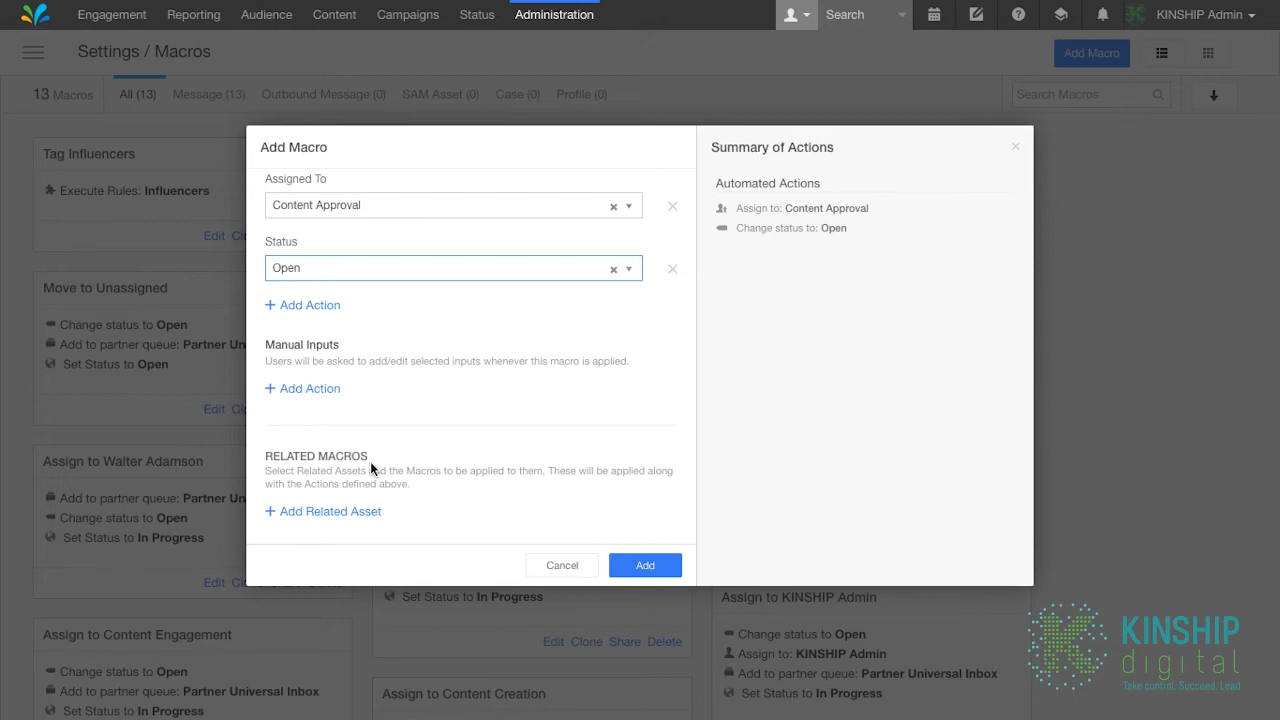 Engagement Reporting Audience Content Campaigns Status Administration Search KINSHIP Admin
Settings / Macros Add Macro
13 Macros All (13) Message (13) Outbound Message (0) SAM Asset (0) Case (0) Profile (0) Search Macros
Tag Influencers
Execute Rules: Influencers
Edit Clo
Move to Unassigned
Change status to Open
Add to partner queue: Partner Un
Set Status to Open
Edit Clo
Assign to Walter Adamson
Add to partner queue: Partner Un
Change status to Open
Set Status to In Progress
Edit
Assign to Content Engagement
Change status to Open
Add to partner queue: Partner Universal Inbox
Set Status to In Progress
Add Macro
Assigned To
Content Approval
Status
Open
+ Add Action
Manual Inputs
Users will be asked to add/edit selected inputs whenever this macro is applied.
+ Add Action
RELATED MACROS
Select Related Assets and the Macros to be applied to them. These will be applied along
with the Actions defined above.
+ Add Related Asset
Cancel Add
Summary of Actions
Automated Actions
Assign to: Content Approval
Change status to: Open
Set Status to In Progress
Edit Clone Share Delete
Assign to Content Creation
Assign to KINSHIP Admin
Change status to Open
Assign to: KINSHIP Admin
Add to partner queue: Partner Universal Inbox
Set Status to In Progress
KINSHIP
digital
Take control. Succeed. Lead